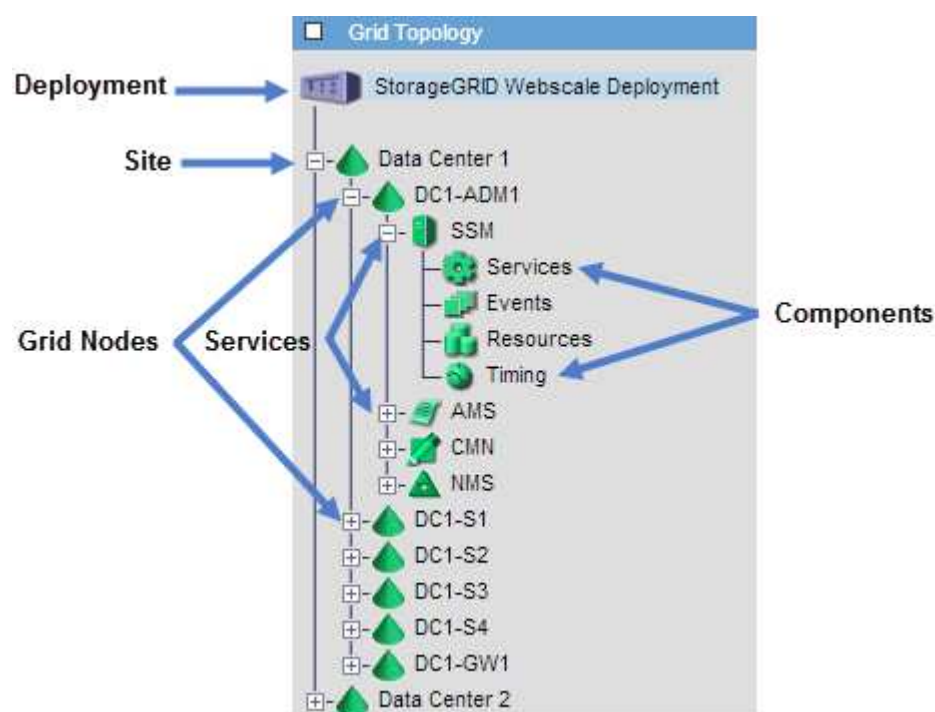 Grid Topology
Deployment
StorageGRID Webscale Deployment
Site
Data Center 1
DC1-ADM1
SSM
Services
Events
Components
Grid Nodes
Services
Resources
Timing
AMS
CMN
NMS
DC1-S1
DC1-S2
DC1-S3
DC1-S4
DC1-GW1
Data Center 2